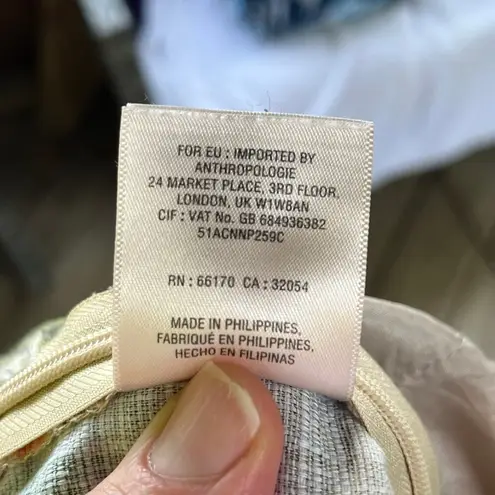 FOR EU : IMPORTED BY
ANTHROPOLOGIE
24 MARKET PLACE, 3RD FLOOR,
LONDON, UK W1W8AN
CIF : VAT No. GB 684936382
51ACNNP259C
RN : 66170 CA : 32054
MADE IN PHILIPPINES,
FABRIQUÉ EN PHILIPPINES,
HECHO EN FILIPINAS